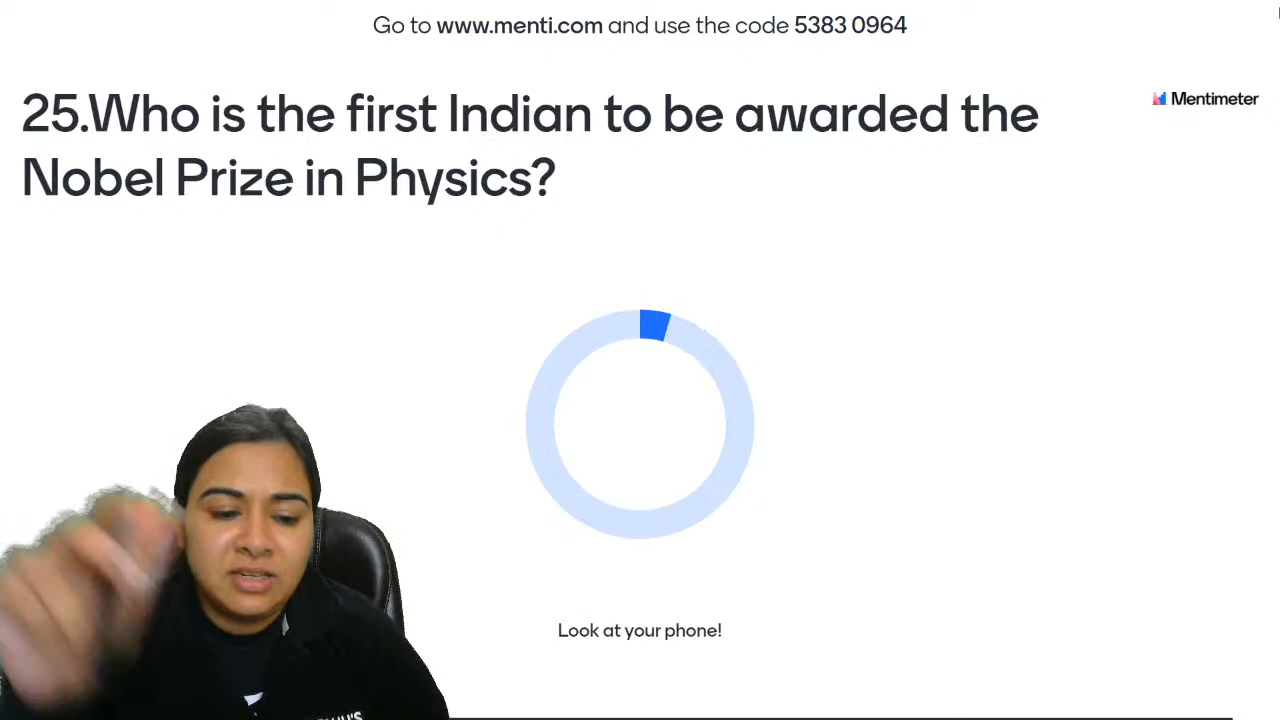 Go to www.menti.com and use the code 5383 0964
Mentimeter
25.Who is the first Indian to be awarded the
Nobel Prize in Physics?
Look at your phone!